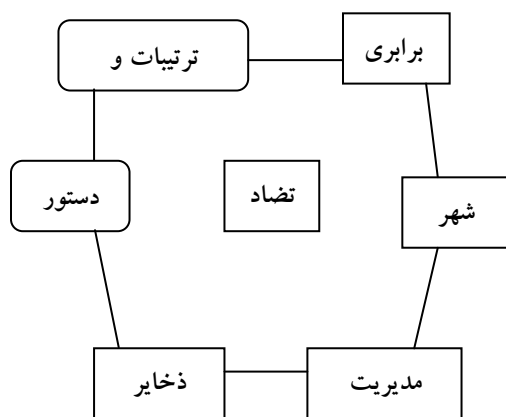 برابری
ترتیبات و
تضاد
دستور
شهر
مدیریت
ذخایر